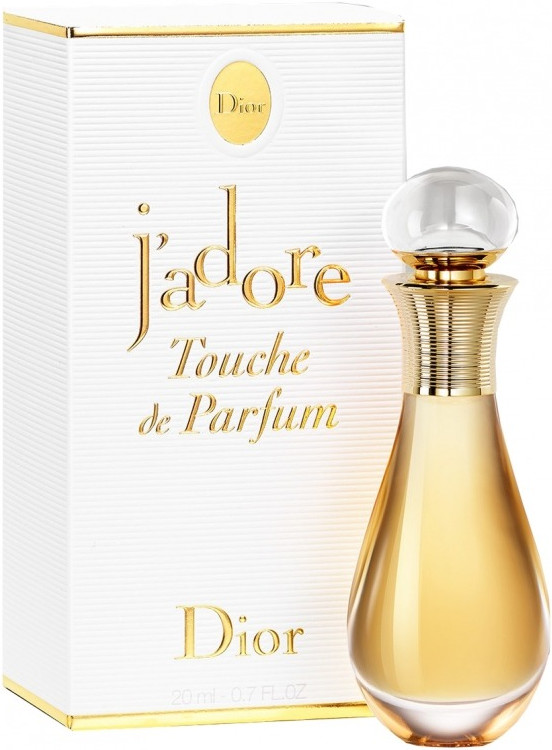 Dior
j'adore
Touche
de Parfum
Dior
20 ml - 0.7 FL.OZ